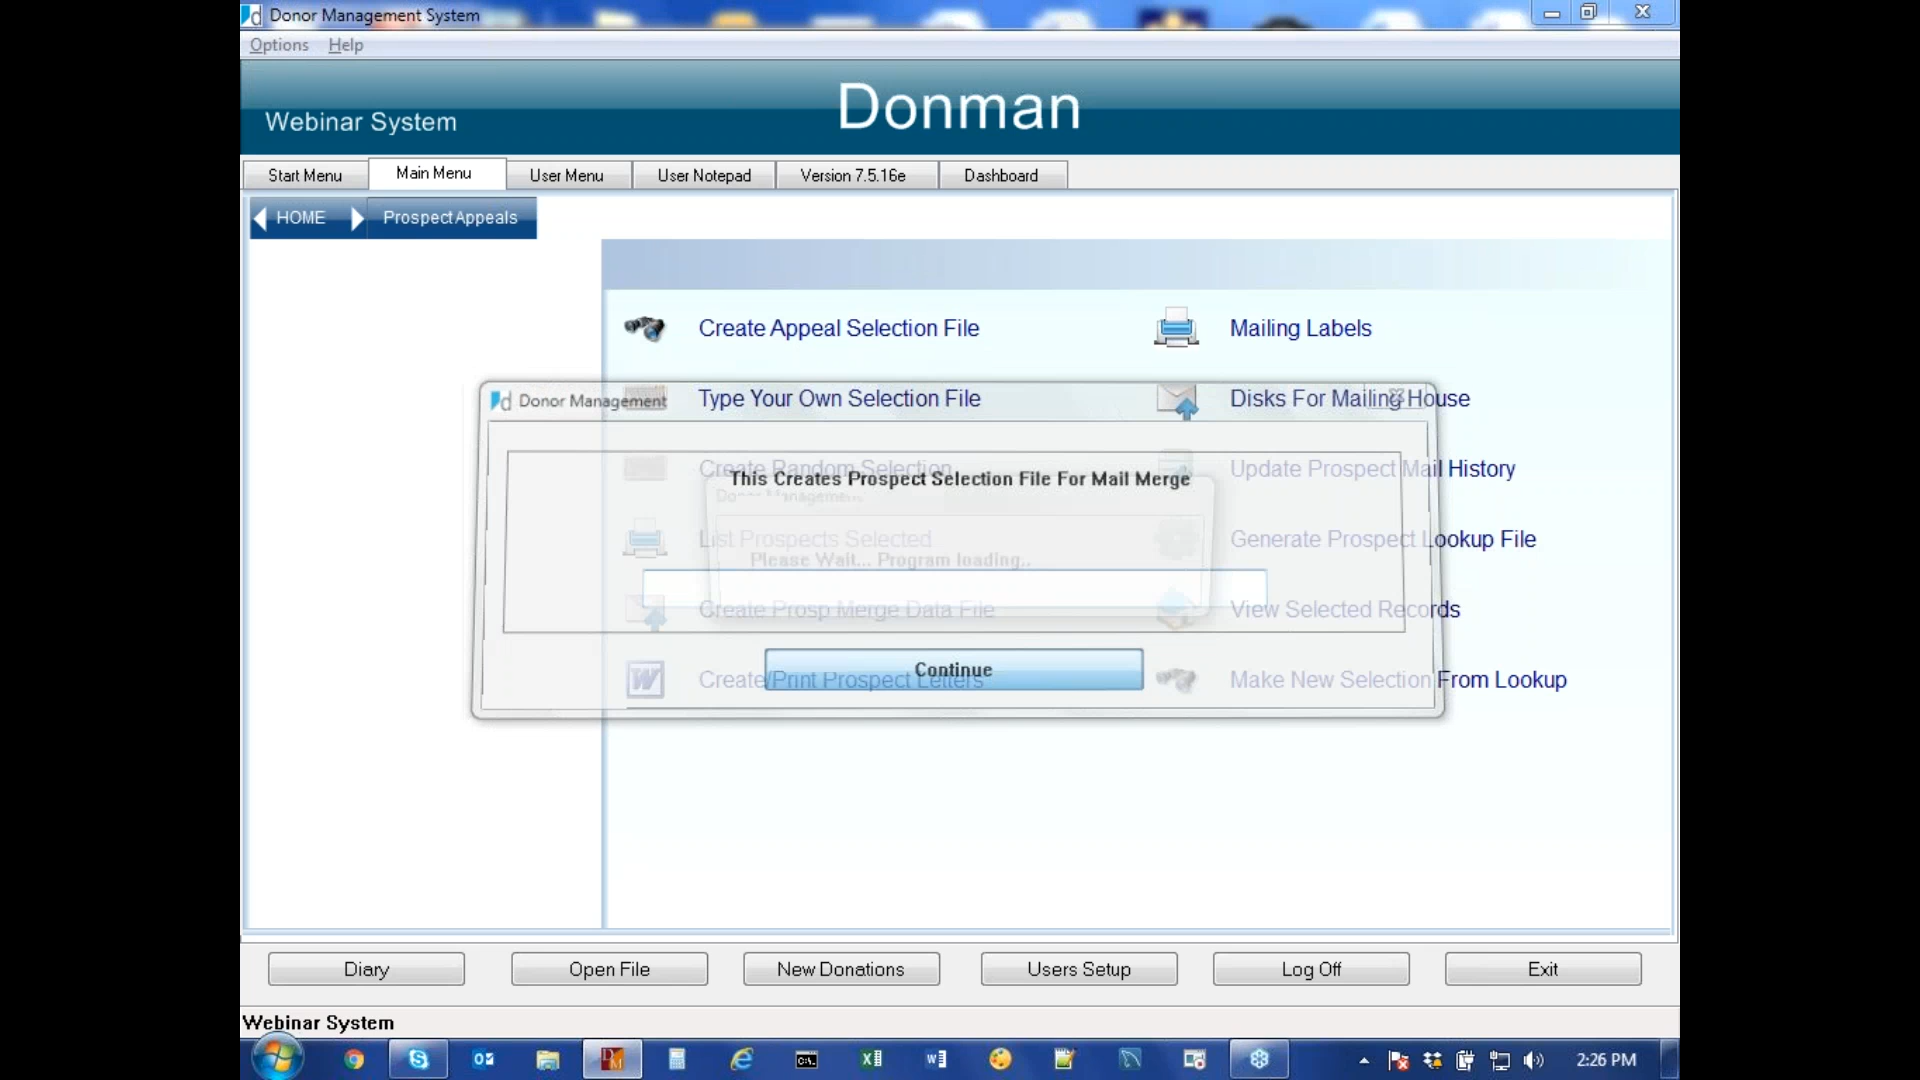 Donor Management System
Options Help
Donman
Webinar System
Start Menu Main Menu User Menu User Notepad Version 7.5.16e Dashboard
HOME Prospect Appeals
Create Appeal Selection File Mailing Labels
Type Your Own Selection File Disks For Mailing House
Donor Management
Create Random Selection Update Prospect Mail History
This Creates Prospect Selection File For Mail Merge
Donor Management
List Prospects Selected Generate Prospect Lookup File
Please Wait... Program loading..
Create Prosp Merge Data File View Selected Records
Continue
Create/Print Prospect Letters Make New Selection From Lookup
Diary Open File New Donations Users Setup Log Off Exit
Webinar System
2:26 PM